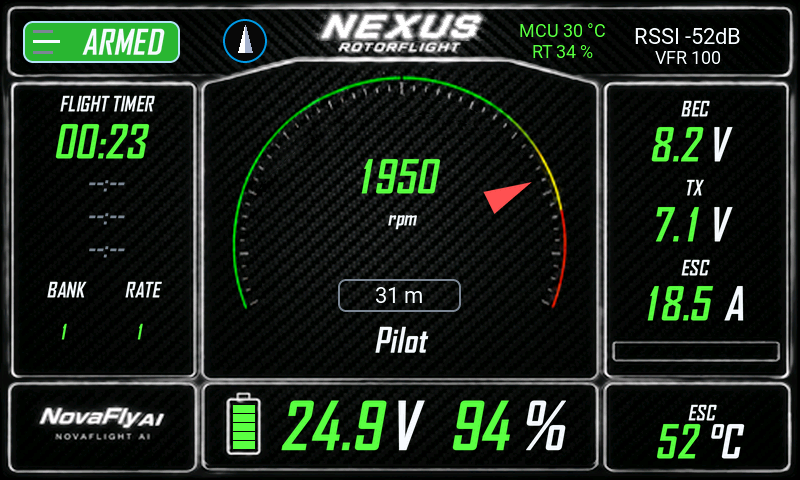 ARMED
NEXUS
ROTORFLIGHT
MCU 30 °C
RT 34 %
RSSI -52dB
VFR 100
FLIGHT TIMER
00:23
--:--
--:--
--:--
BANK RATE
1 1
1950
rpm
31 m
Pilot
BEC
8.2 V
TX
7.1 V
ESC
18.5 A
NovaFly AI
NOVAFLIGHT AI
24.9 V 94 %
ESC
52 °C